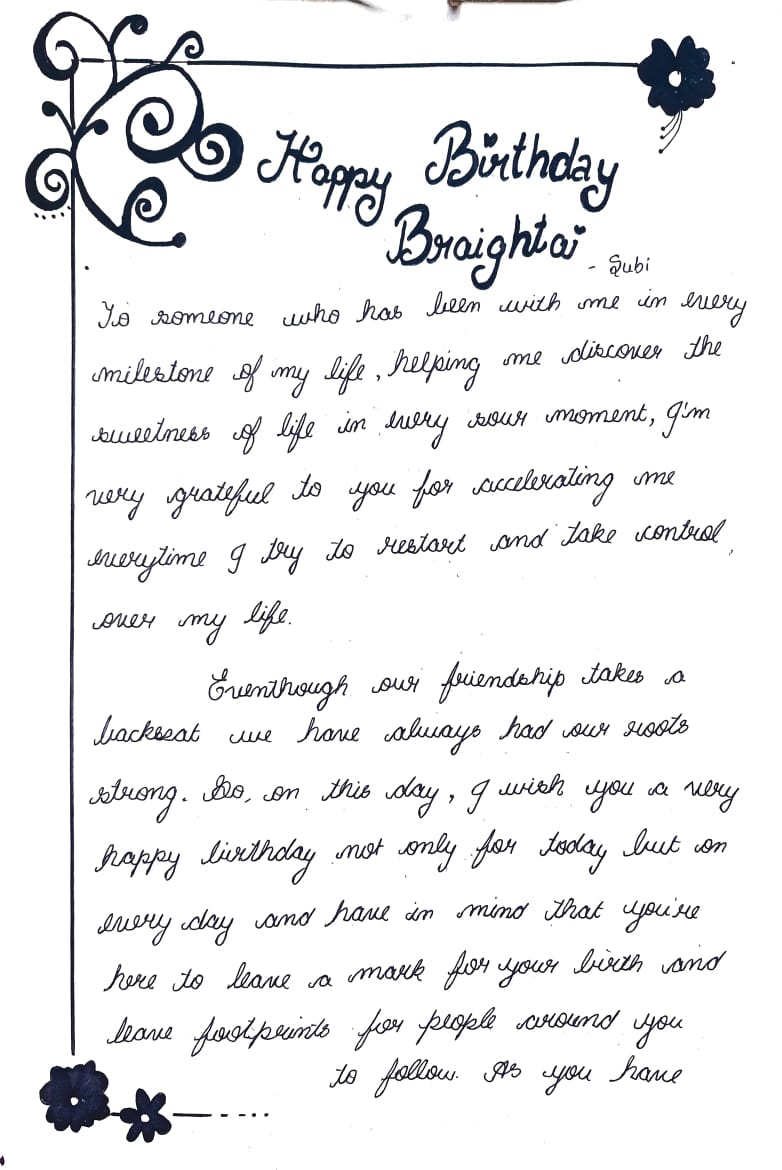 Happy Birthday
Braightai
- Subi
To someone who has been with me in every
milestone of my life, helping me discover the
sweetness of life in every sour moment, I'm
very grateful to you for accelerating me
everytime I try to restart and take control
over my life.
Eventhough our friendship takes a
backseat we have always had our roots
strong. So, on this day, I wish you a very
happy birthday not only for today but on
every day and have in mind that you're
here to leave a mark for your birth and
leave footprints for people around you
to follow. As you have